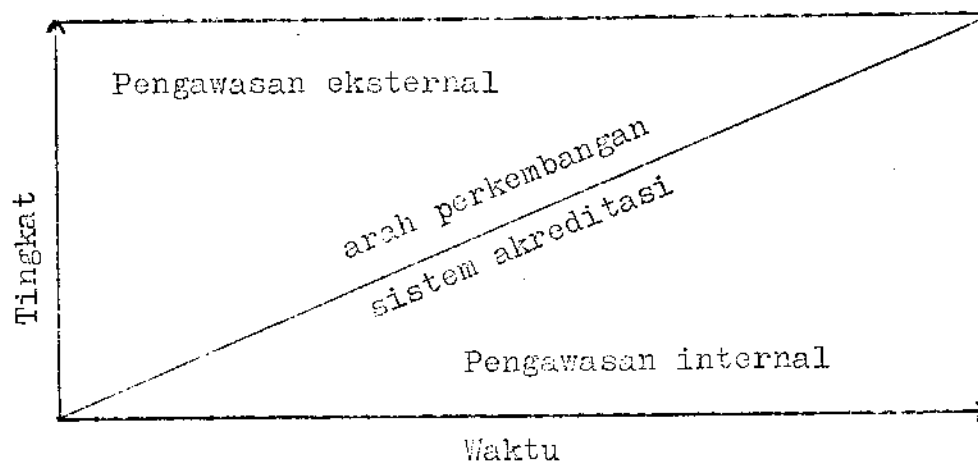 Pengawasan eksternal
arah perkembangan
sistem akreditasi
Tingkat
Pengawasan internal
Waktu